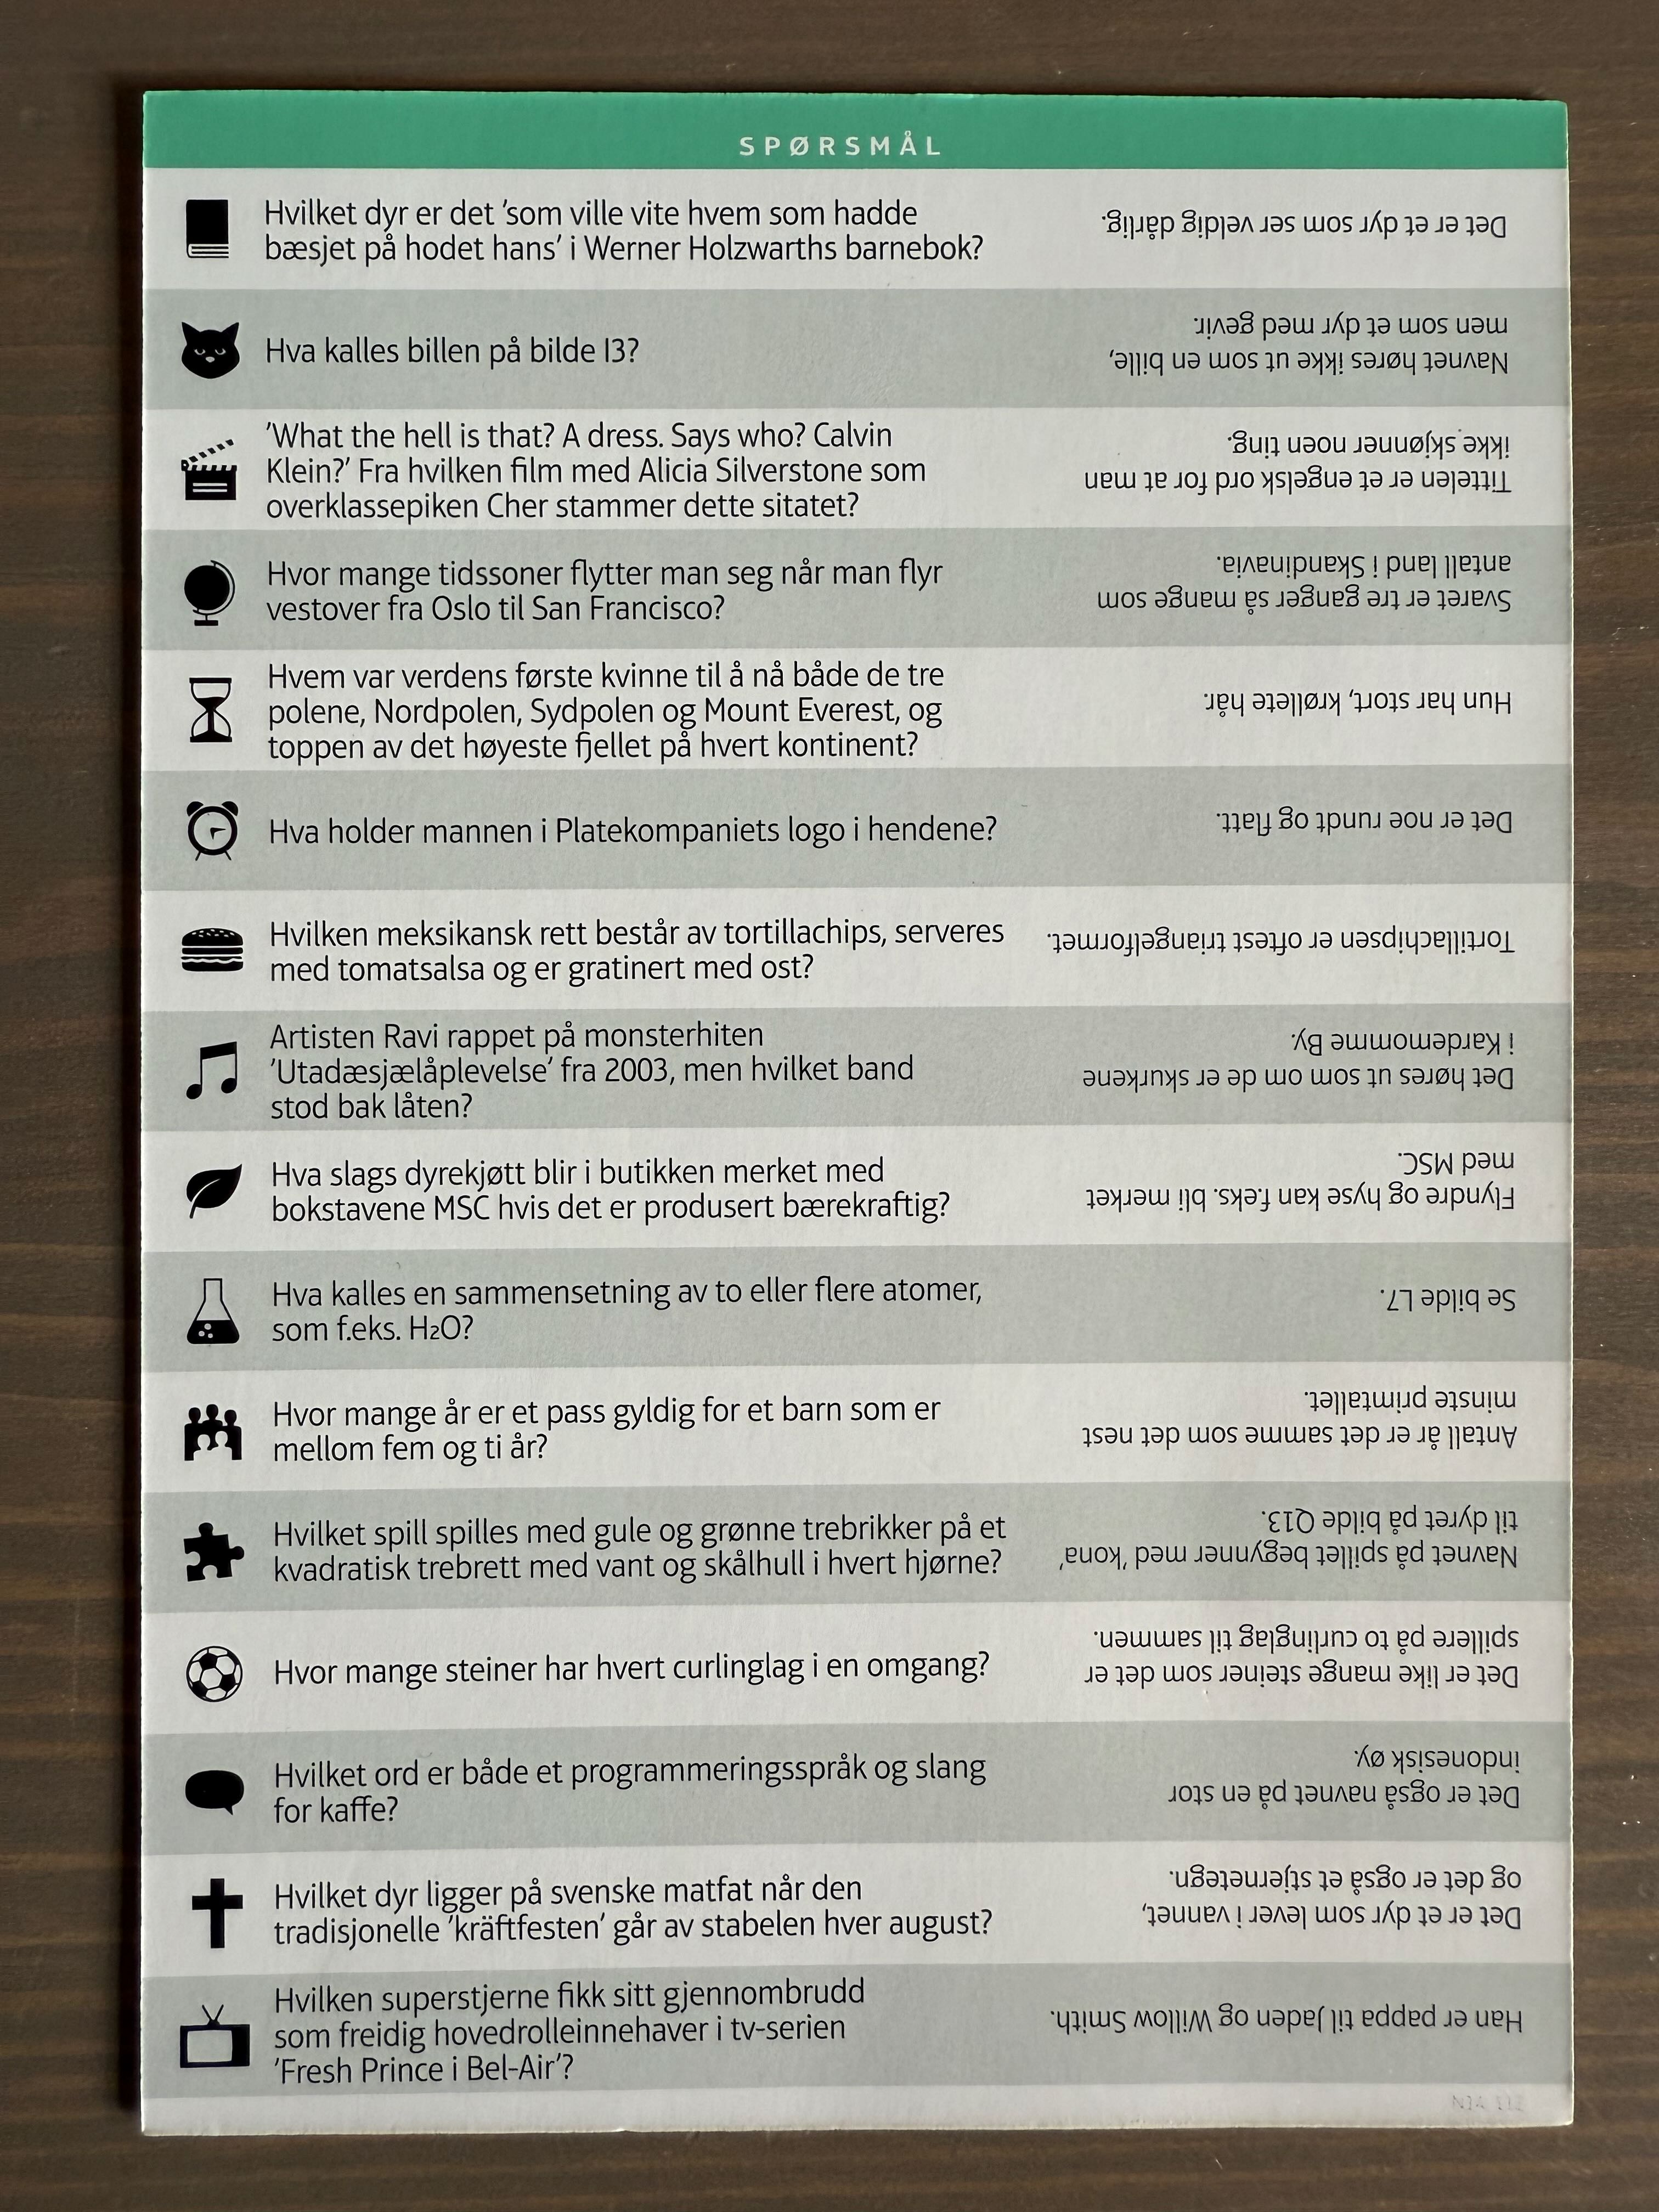 SPØRSMÅL
Hvilket dyr er det ’som ville vite hvem som hadde
bæsjet på hodet hans’ i Werner Holzwarths barnebok?
Det er et dyr som ser veldig dårlig.
Hva kalles billen på bilde I3?
Navnet høres ikke ut som en bille,
men som et dyr med gevir.
’What the hell is that? A dress. Says who? Calvin
Klein?’ Fra hvilken film med Alicia Silverstone som
overklassepiken Cher stammer dette sitatet?
Tittelen er et engelsk ord for at man
ikke skjønner noen ting.
Hvor mange tidssoner flytter man seg når man flyr
vestover fra Oslo til San Francisco?
Svaret er tre ganger så mange som
antall land i Skandinavia.
Hvem var verdens første kvinne til å nå både de tre
polene, Nordpolen, Sydpolen og Mount Everest, og
toppen av det høyeste fjellet på hvert kontinent?
Hun har stort, krøllete hår.
Hva holder mannen i Platekompaniets logo i hendene?
Det er noe rundt og flatt.
Hvilken meksikansk rett består av tortillachips, serveres
med tomatsalsa og er gratinert med ost?
Tortillachipsen er oftest triangelformet.
Artisten Ravi rappet på monsterhiten
’Utadæsjælåplevelse’ fra 2003, men hvilket band
stod bak låten?
Det høres ut som om de er skurkene
i Kardemomme By.
Hva slags dyrekjøtt blir i butikken merket med
bokstavene MSC hvis det er produsert bærekraftig?
Flyndre og hyse kan f.eks. bli merket
med MSC.
Hva kalles en sammensetning av to eller flere atomer,
som f.eks. H₂O?
Se bilde L7.
Hvor mange år er et pass gyldig for et barn som er
mellom fem og ti år?
Antall år er det samme som det nest
minste primtallet.
Hvilket spill spilles med gule og grønne trebrikker på et
kvadratisk trebrett med vant og skålhull i hvert hjørne?
Navnet på spillet begynner med ’kona’
til dyret på bilde Q13.
Hvor mange steiner har hvert curlinglag i en omgang?
Det er like mange steiner som det er
spillere på to curlinglag til sammen.
Hvilket ord er både et programmeringsspråk og slang
for kaffe?
Det er også navnet på en stor
indonesisk øy.
Hvilket dyr ligger på svenske matfat når den
tradisjonelle ’kräftfesten’ går av stabelen hver august?
Det er et dyr som lever i vannet,
og det er også et stjernetegn.
Hvilken superstjerne fikk sitt gjennombrudd
som freidig hovedrolleinnehaver i tv-serien
’Fresh Prince i Bel-Air’?
Han er pappa til Jaden og Willow Smith.